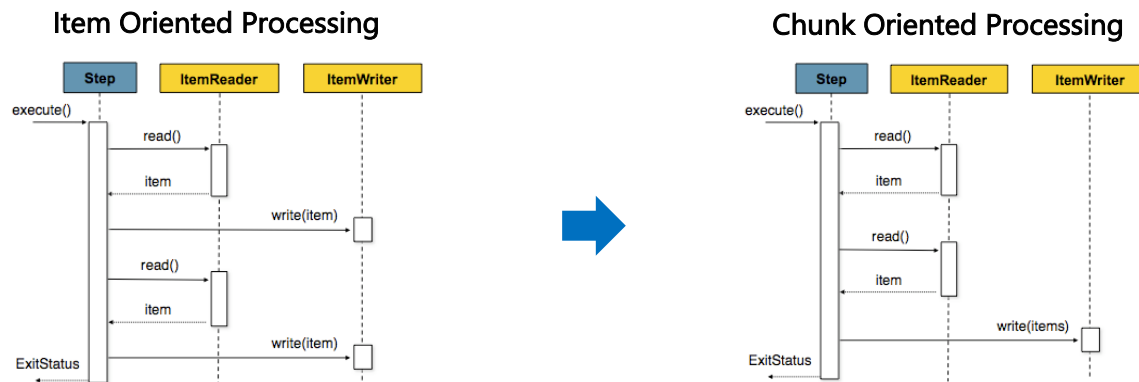 Item Oriented Processing
Step
ItemReader
ItemWriter
execute()
read()
item
write(item)
read()
item
write(item)
ExitStatus
Chunk Oriented Processing
Step
ItemReader
ItemWriter
execute()
read()
item
read()
item
write(items)
ExitStatus